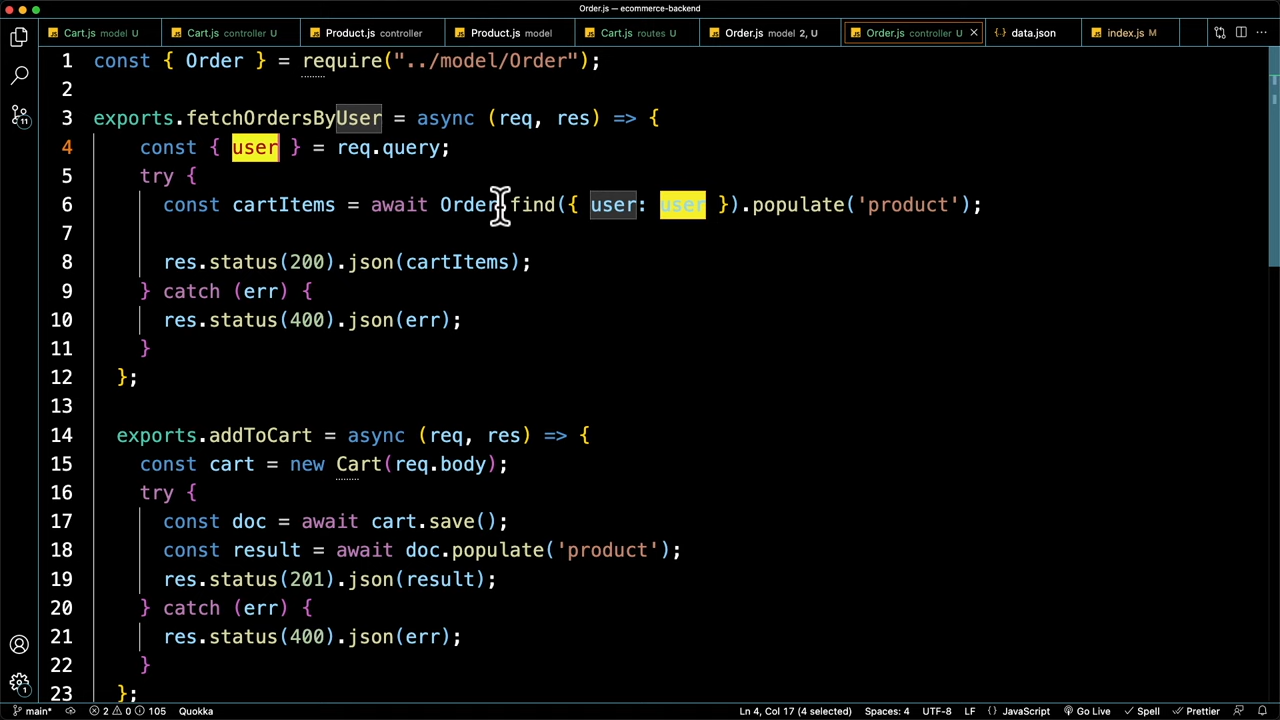 Order.js — ecommerce-backend
Cart.js model U
Cart.js controller U
Product.js controller
Product.js model
Cart.js routes U
Order.js model 2, U
Order.js controller U
data.json
index.js M
1 const { Order } = require("../model/Order");
2
3 exports.fetchOrdersByUser = async (req, res) => {
4 const { user } = req.query;
5 try {
6 const cartItems = await Order.find({ user: user }).populate('product');
7
8 res.status(200).json(cartItems);
9 } catch (err) {
10 res.status(400).json(err);
11 }
12 };
13
14 exports.addToCart = async (req, res) => {
15 const cart = new Cart(req.body);
16 try {
17 const doc = await cart.save();
18 const result = await doc.populate('product');
19 res.status(201).json(result);
20 } catch (err) {
21 res.status(400).json(err);
22 }
23 };
11
1
main* 2 0 105 Quokka Ln 4, Col 17 (4 selected) Spaces: 4 UTF-8 LF {} JavaScript Go Live Spell Prettier